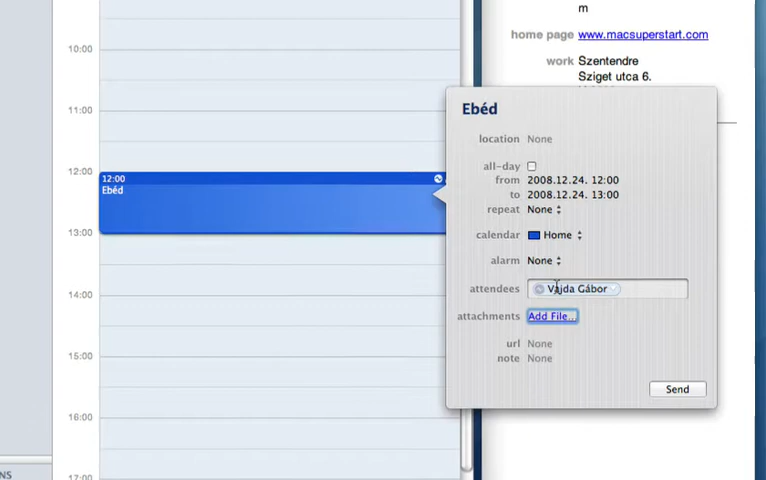 10:00
11:00
12:00
13:00
14:00
15:00
16:00
17:00
12:00
Ebéd
m
home page www.macsuperstart.com
work Szentendre
Sziget utca 6.
Ebéd
location None
all-day
from 2008.12.24. 12:00
to 2008.12.24. 13:00
repeat None
calendar Home
alarm None
attendees Vajda Gábor
attachments Add File...
url None
note None
Send
NS